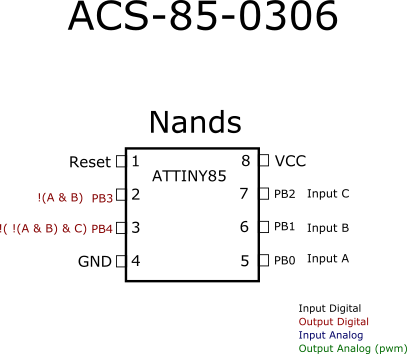 ACS-85-0306
Nands
Reset 1 8 VCC
ATTINY85
!(A & B) PB3 2 7 PB2 Input C
!( !(A & B) & C) PB4 3 6 PB1 Input B
GND 4 5 PB0 Input A
Input Digital
Output Digital
Input Analog
Output Analog (pwm)